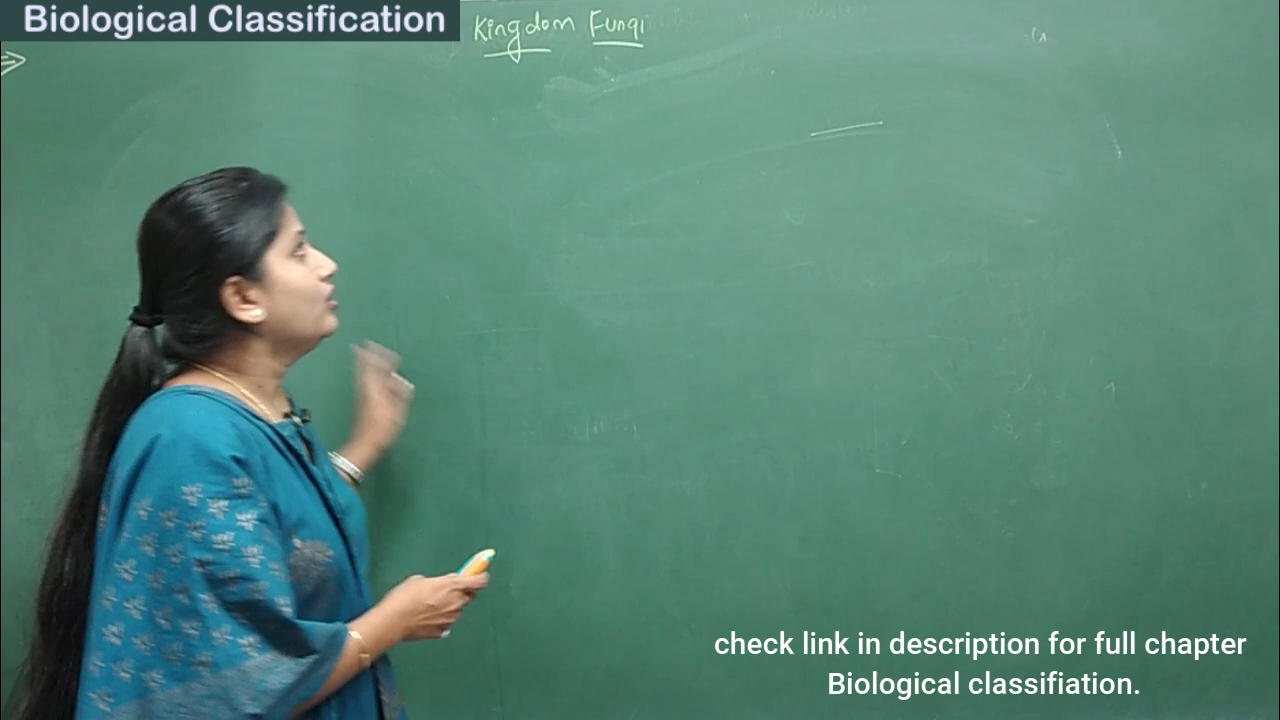 Biological Classification
Kingdom Fungi
check link in description for full chapter
Biological classifiation.